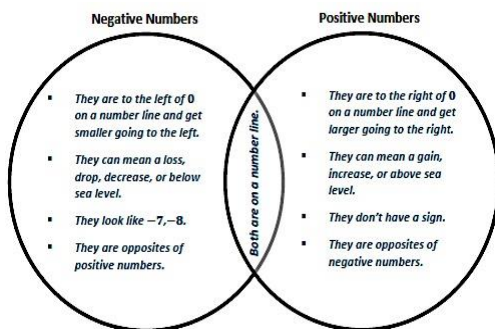 Negative Numbers
Positive Numbers
▪ They are to the left of 0
on a number line and get
smaller going to the left.
▪ They can mean a loss,
drop, decrease, or below
sea level.
▪ They look like −7,−8.
▪ They are opposites of
positive numbers.
Both are on a number line.
▪ They are to the right of 0
on a number line and get
larger going to the right.
▪ They can mean a gain,
increase, or above sea
level.
▪ They don't have a sign.
▪ They are opposites of
negative numbers.